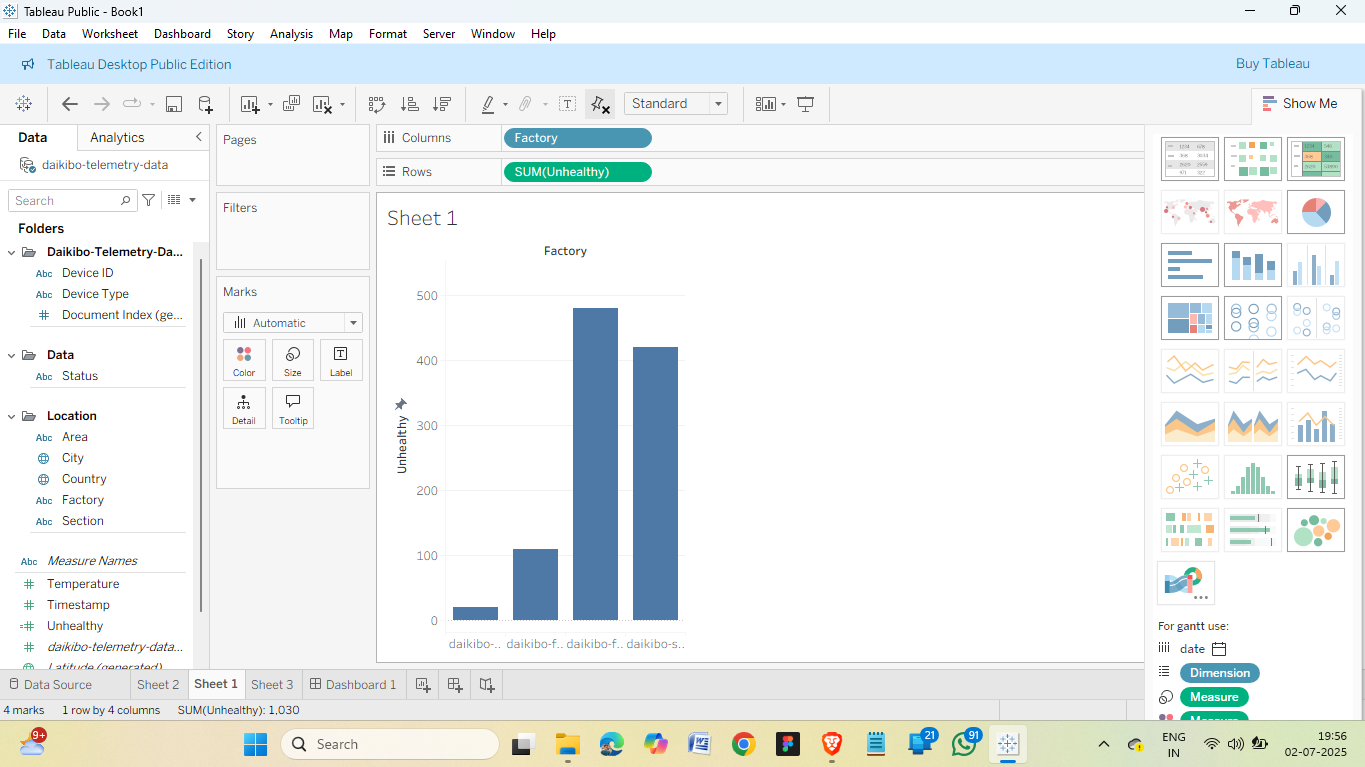 Tableau Public - Book1
File Data Worksheet Dashboard Story Analysis Map Format Server Window Help
Tableau Desktop Public Edition
Buy Tableau
Standard
Show Me
Data Analytics
daikibo-telemetry-data
Search
Folders
Daikibo-Telemetry-Da...
Abc Device ID
Abc Device Type
Document Index (ge...
Data
Abc Status
Location
Abc Area
City
Country
Abc Factory
Abc Section
Abc Measure Names
Temperature
Timestamp
Unhealthy
daikibo-telemetry-data...
Latitude (generated)
Pages
Filters
Marks
Automatic
Color Size Label
Detail Tooltip
Columns Factory
Rows SUM(Unhealthy)
Sheet 1
Factory
Unhealthy
500
400
300
200
100
0
daikibo-.. daikibo-f.. daikibo-f.. daikibo-s..
For gantt use:
date
Dimension
Measure
Measure
Data Source Sheet 2 Sheet 1 Sheet 3 Dashboard 1
4 marks 1 row by 4 columns SUM(Unhealthy): 1,030
9+
Search
21
91
ENG
IN
19:56
02-07-2025